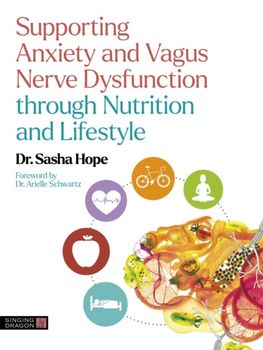 Supporting
Anxiety and Vagus
Nerve Dysfunction
through Nutrition
and Lifestyle
Dr. Sasha Hope
Foreword by
Dr. Arielle Schwartz
SINGING
DRAGON